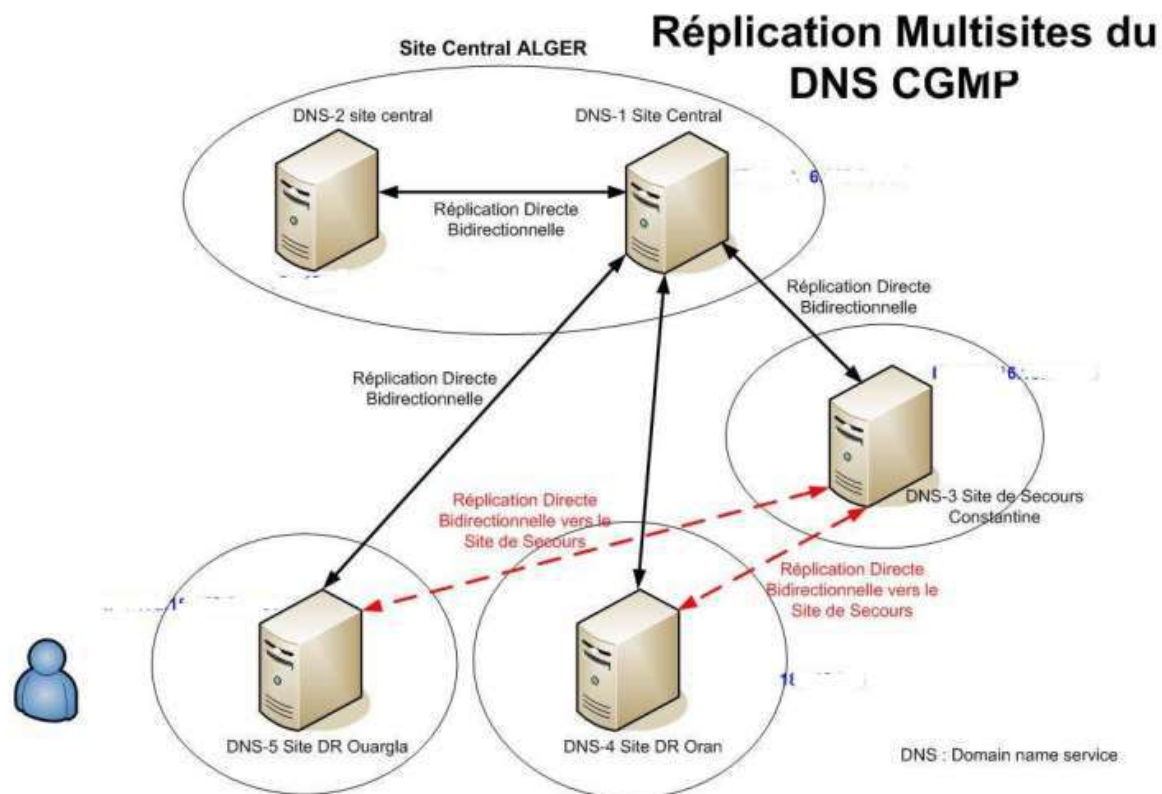 Réplication Multisites du
DNS CGMP
Site Central ALGER
DNS-2 site central
DNS-1 Site Central
6
Réplication Directe
Bidirectionnelle
Réplication Directe
Bidirectionnelle
Réplication Directe
Bidirectionnelle
DNS-3 Site de Secours
Constantine
Réplication Directe
Bidirectionnelle vers le
Site de Secours
Réplication Directe
Bidirectionnelle vers le
Site de Secours
DNS-5 Site DR Ouargla
DNS-4 Site DR Oran
DNS : Domain name service